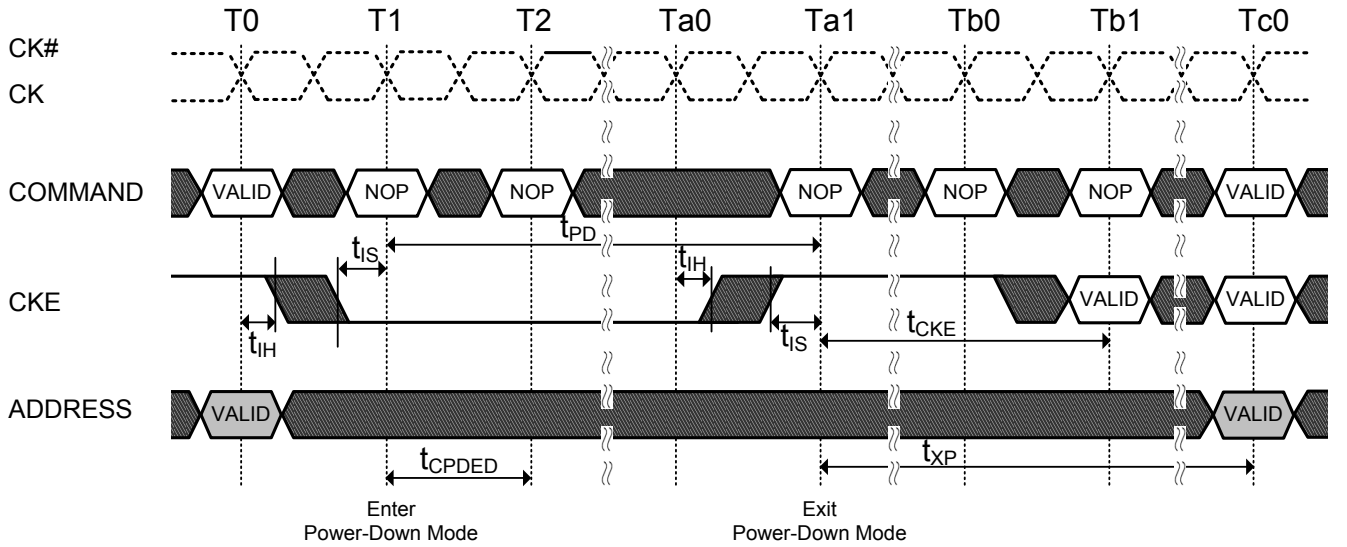 T0 T1 T2 Ta0 Ta1 Tb0 Tb1 Tc0
CK#
CK
COMMAND VALID NOP NOP NOP NOP NOP VALID
tPD
tIS tIH
CKE VALID VALID
tIH tIS tCKE
ADDRESS VALID VALID
tCPDED tXP
Enter
Power-Down Mode
Exit
Power-Down Mode